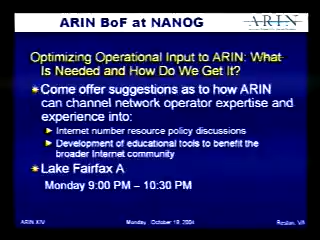 ARIN BoF at NANOG
ARIN
Optimizing Operational Input to ARIN: What
Is Needed and How Do We Get It?
Come offer suggestions as to how ARIN
can channel network operator expertise and
experience into:
Internet number resource policy discussions
Development of educational tools to benefit the
broader Internet community
Lake Fairfax A
Monday 9:00 PM – 10:30 PM
ARIN XIV
Monday October 18, 2004
Reston, VA